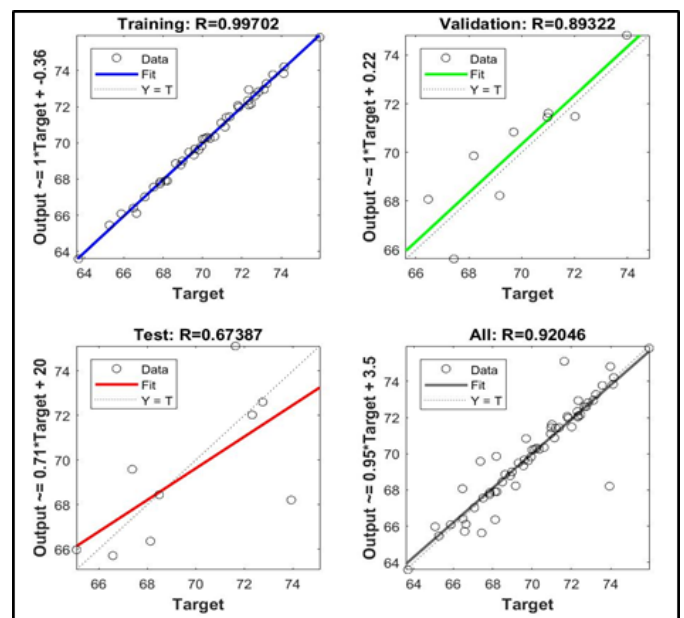 Training: R=0.99702
Data
Fit
Y = T
Output ~= 1*Target + -0.36
74
72
70
68
66
64
64 66 68 70 72 74
Target
Validation: R=0.89322
Data
Fit
Y = T
Output ~= 1*Target + 0.22
74
72
70
68
66
66 68 70 72 74
Target
Test: R=0.67387
Data
Fit
Y = T
Output ~= 0.71*Target + 20
74
72
70
68
66
66 68 70 72 74
Target
All: R=0.92046
Data
Fit
Y = T
Output ~= 0.95*Target + 3.5
74
72
70
68
66
64
64 66 68 70 72 74
Target